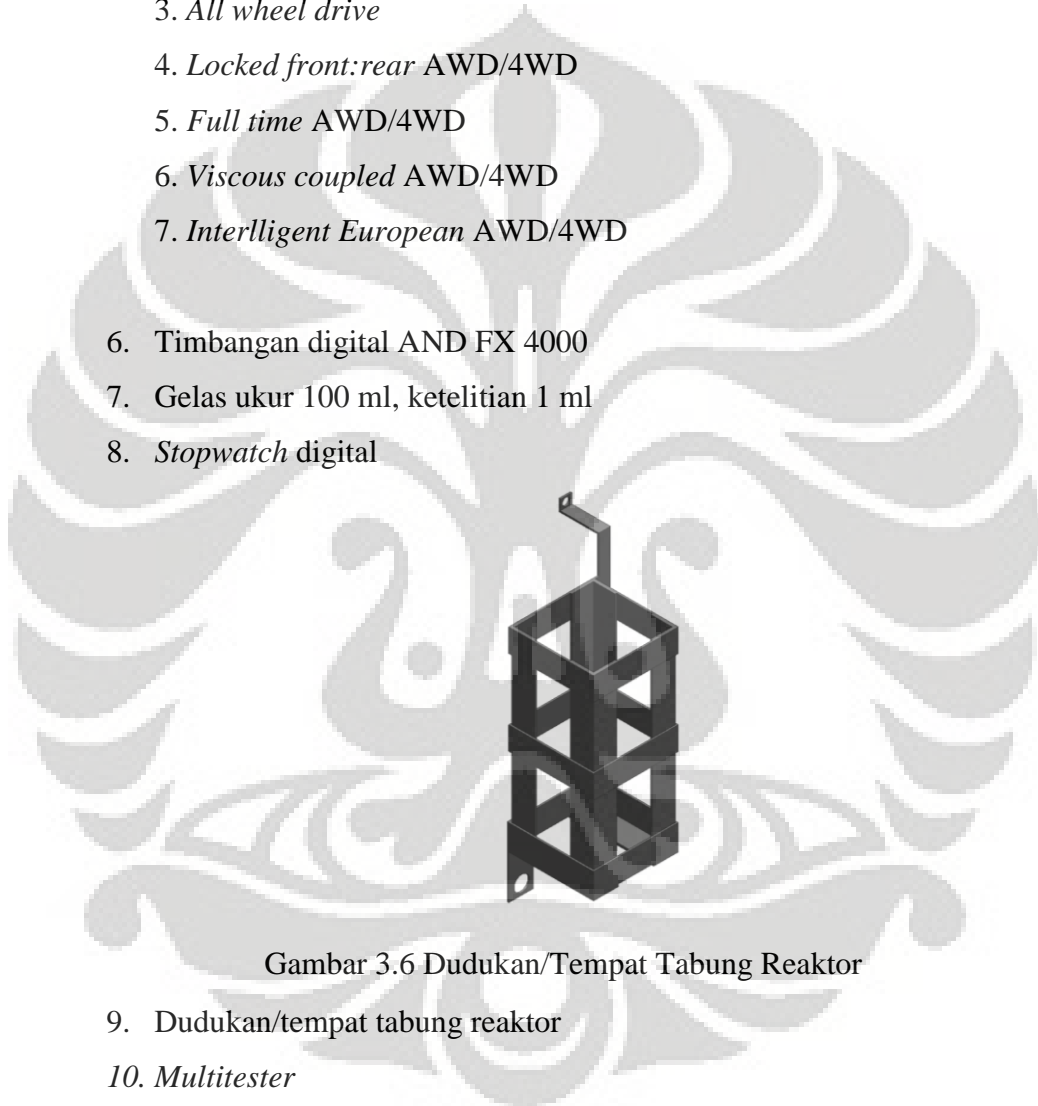 3. All wheel drive
4. Locked front:rear AWD/4WD
5. Full time AWD/4WD
6. Viscous coupled AWD/4WD
7. Interlligent European AWD/4WD
6. Timbangan digital AND FX 4000
7. Gelas ukur 100 ml, ketelitian 1 ml
8. Stopwatch digital
Gambar 3.6 Dudukan/Tempat Tabung Reaktor
9. Dudukan/tempat tabung reaktor
10. Multitester